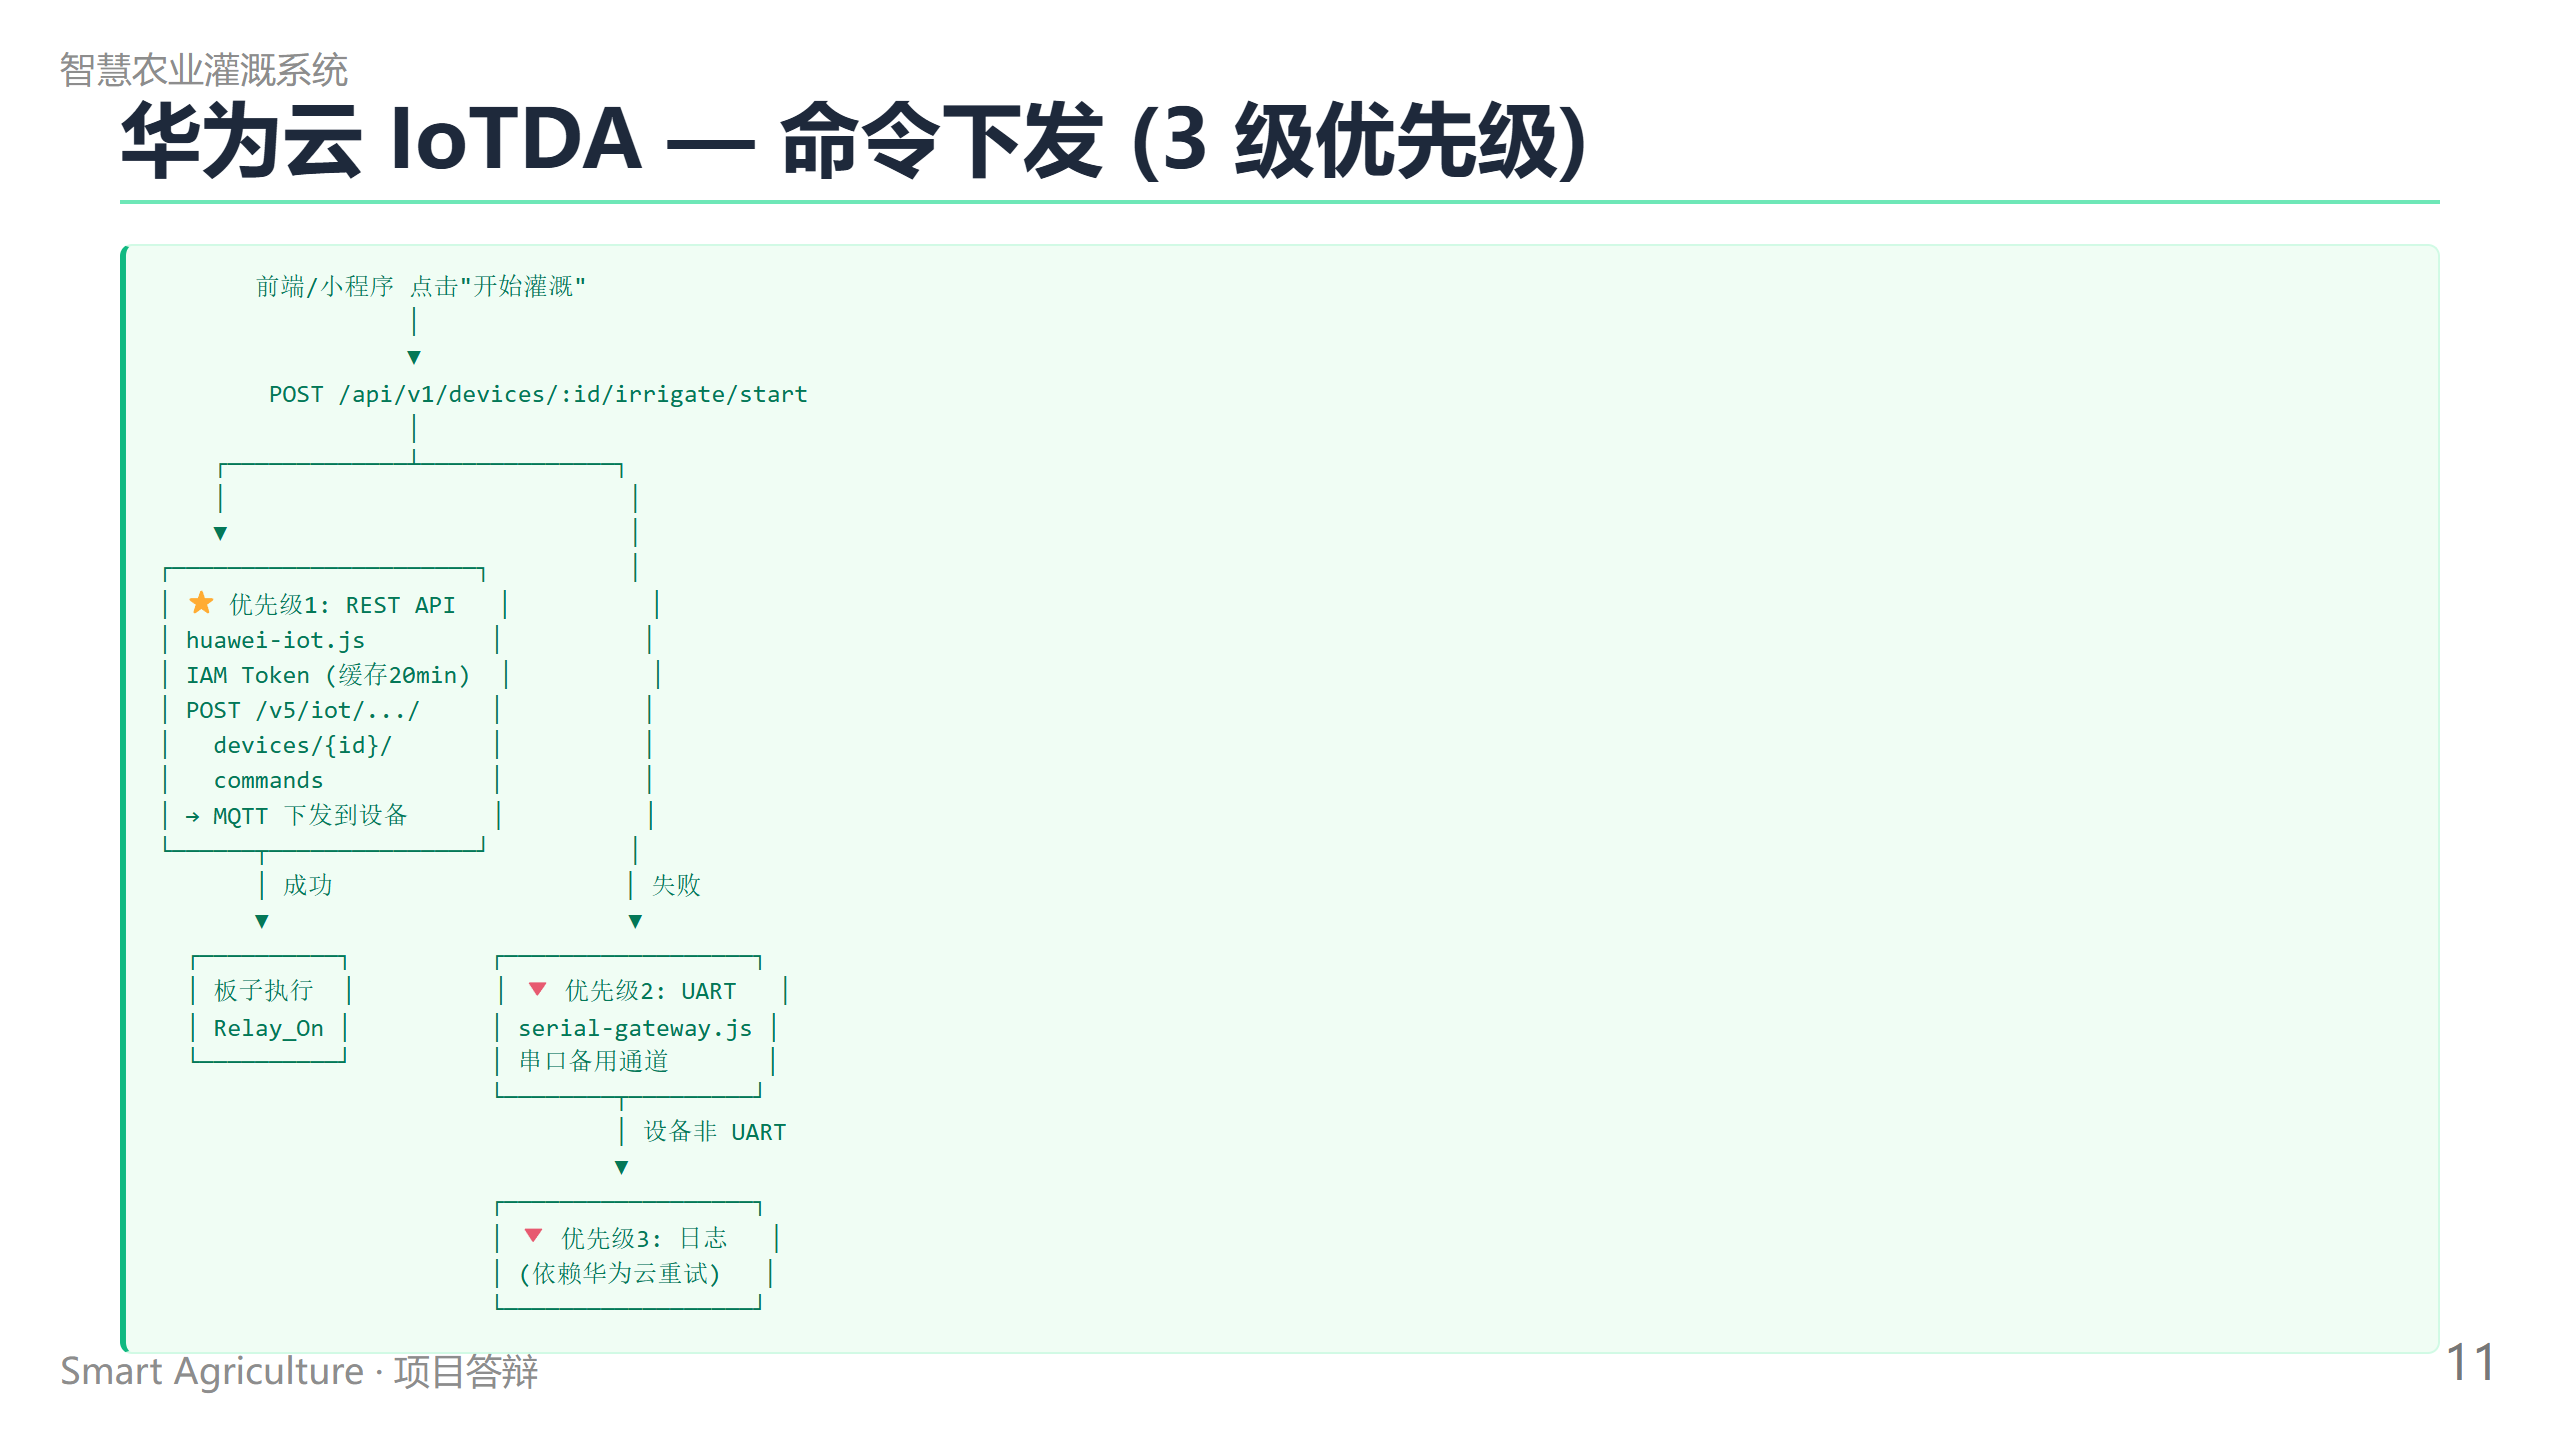 智慧农业灌溉系统
华为云 IoTDA — 命令下发 (3 级优先级)
前端/小程序 点击"开始灌溉"
POST /api/v1/devices/:id/irrigate/start
优先级1: REST API
huawei-iot.js
IAM Token (缓存20min)
POST /v5/iot/.../
devices/{id}/
commands
→ MQTT 下发到设备
成功
失败
板子执行
Relay_On
优先级2: UART
serial-gateway.js
串口备用通道
设备非 UART
优先级3: 日志
(依赖华为云重试)
Smart Agriculture · 项目答辩
11